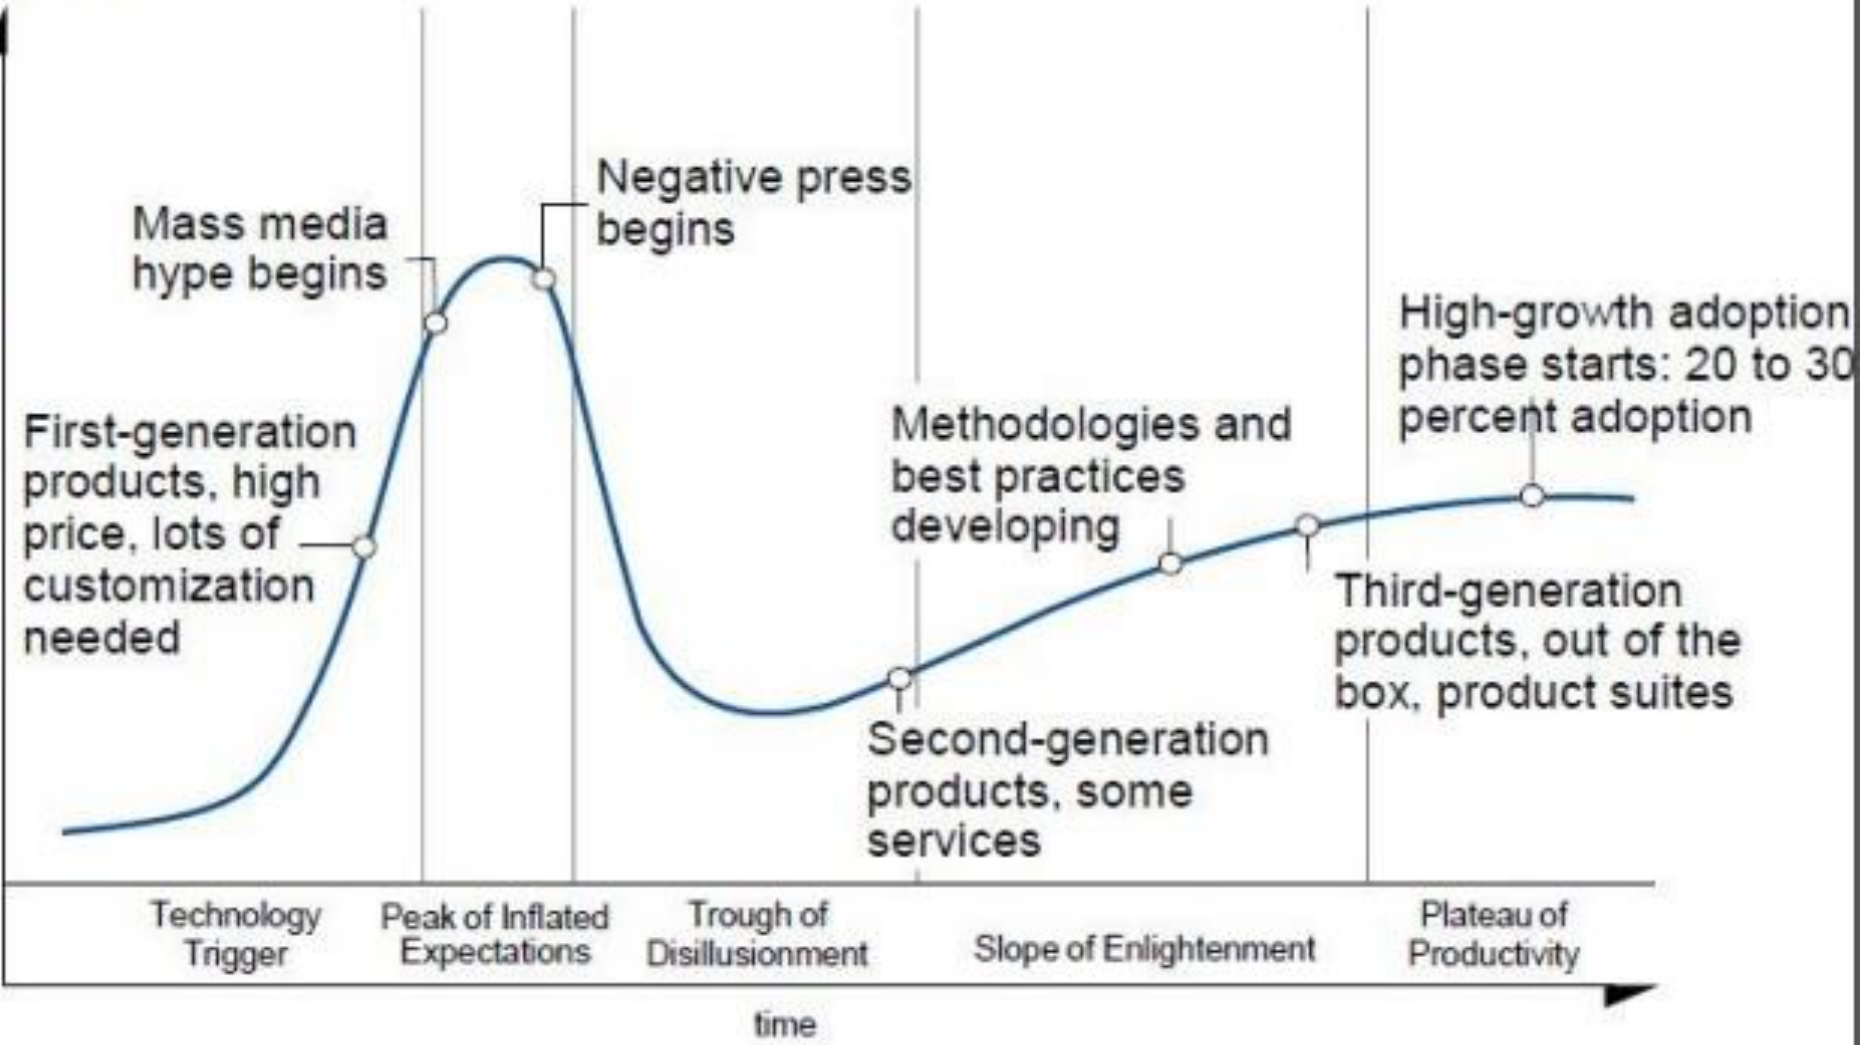 Mass media
hype begins
Negative press
begins
First-generation
products, high
price, lots of
customization
needed
Methodologies and
best practices
developing
High-growth adoption
phase starts: 20 to 30
percent adoption
Second-generation
products, some
services
Third-generation
products, out of the
box, product suites
Technology
Trigger
Peak of Inflated
Expectations
Trough of
Disillusionment
Slope of Enlightenment
Plateau of
Productivity
time